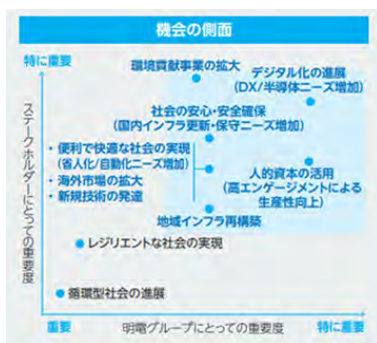 機会の側面
特に重要
環境貢献事業の拡大
デジタル化の進展
(DX/半導体ニーズ増加)
社会の安心・安全確保
(国内インフラ更新・保守ニーズ増加)
・便利で快適な社会の実現
(省人化/自動化ニーズ増加)
・海外市場の拡大
・新規技術の発達
人的資本の活用
(高エンゲージメントによる
生産性向上)
地域インフラ再構築
レジリエントな社会の実現
循環型社会の進展
ステークホルダーにとっての重要度
重要
明電グループにとっての重要度
特に重要